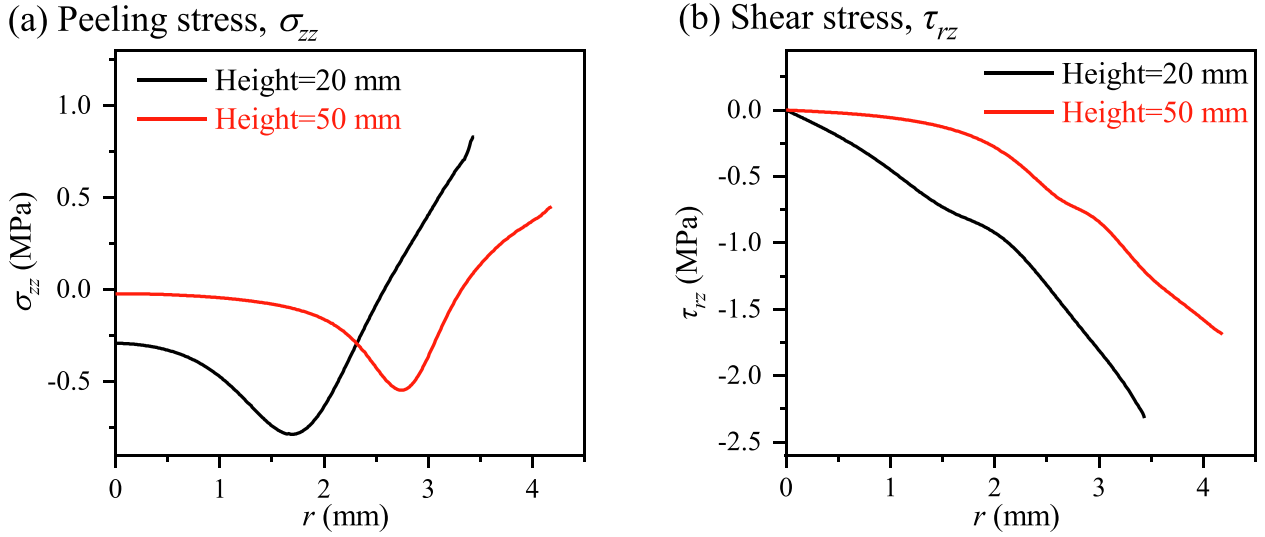 (a) Peeling stress, σzz
Height=20 mm
Height=50 mm
1.0
0.5
0.0
-0.5
σzz (MPa)
0 1 2 3 4
r (mm)
(b) Shear stress, τrz
Height=20 mm
Height=50 mm
0.0
-0.5
-1.0
-1.5
-2.0
-2.5
τrz (MPa)
0 1 2 3 4
r (mm)